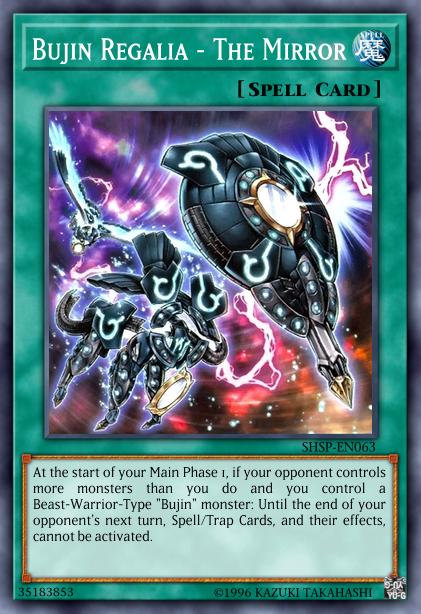 Bujin Regalia - The Mirror
SPELL
魔
[SPELL CARD]
SHSP-EN063
At the start of your Main Phase 1, if your opponent controls
more monsters than you do and you control a
Beast-Warrior-Type "Bujin" monster: Until the end of your
opponent's next turn, Spell/Trap Cards, and their effects,
cannot be activated.
35183853
©1996 KAZUKI TAKAHASHI